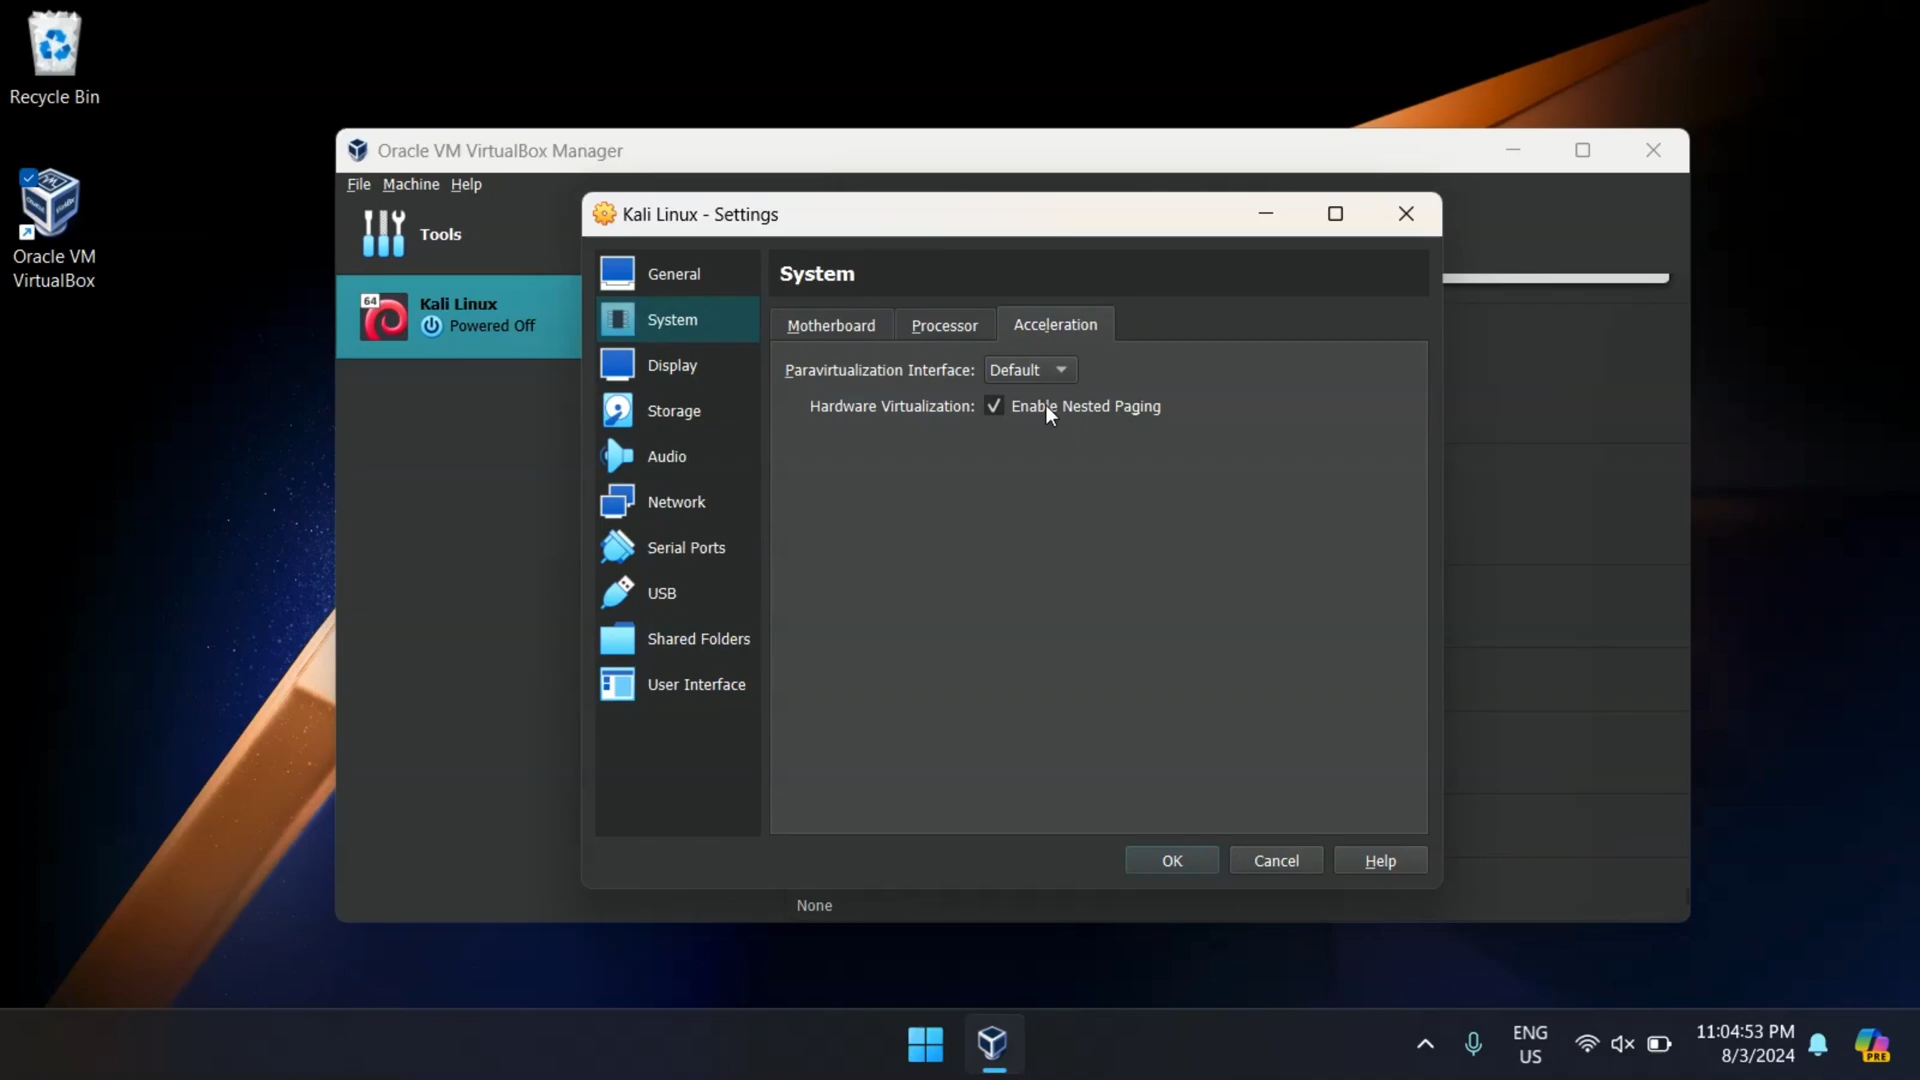 Recycle Bin
Oracle VM
VirtualBox
Oracle VM VirtualBox Manager
File Machine Help
Tools
64
Kali Linux
Powered Off
Kali Linux - Settings
General
System
Display
Storage
Audio
Network
Serial Ports
USB
Shared Folders
User Interface
System
Motherboard Processor Acceleration
Paravirtualization Interface: Default
Hardware Virtualization: Enable Nested Paging
OK Cancel Help
None
ENG
US
11:04:53 PM
8/3/2024
PRE